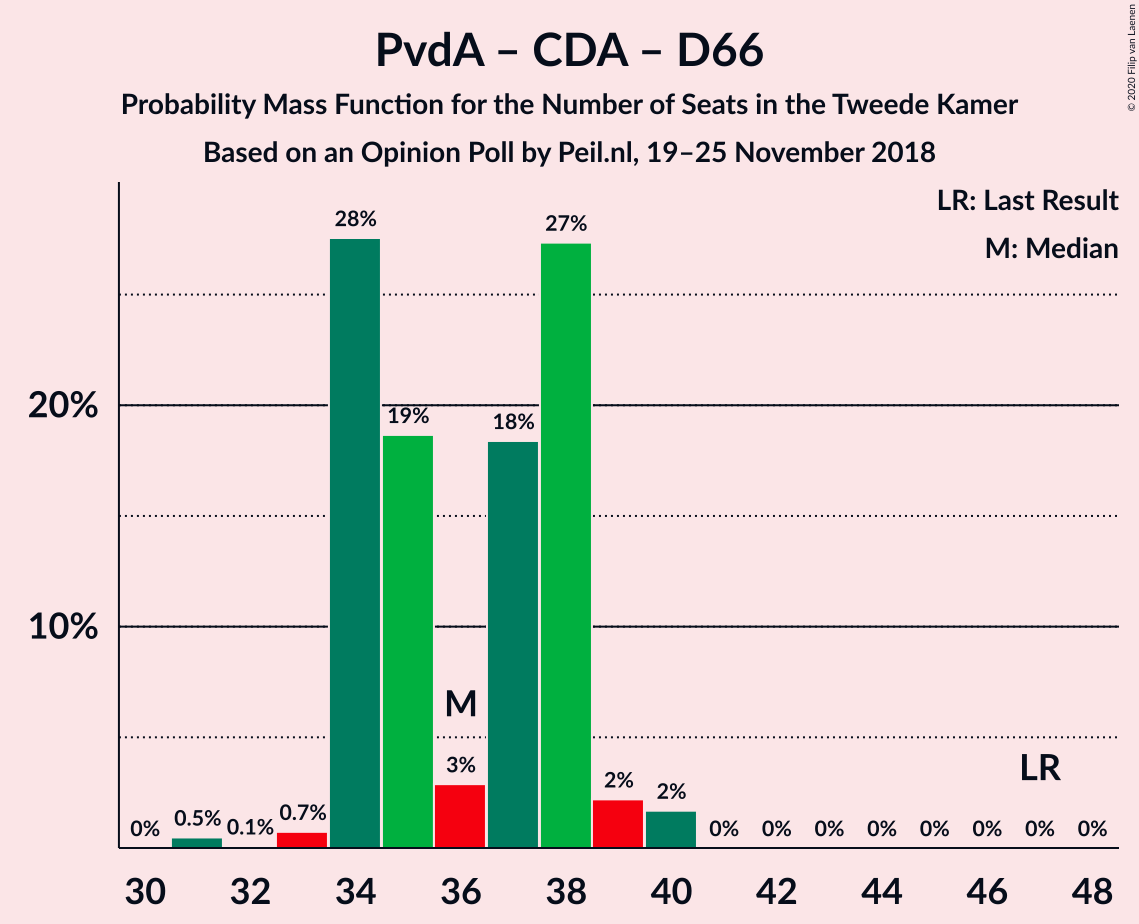 PvdA – CDA – D66
Probability Mass Function for the Number of Seats in the Tweede Kamer
Based on an Opinion Poll by Peil.nl, 19–25 November 2018
© 2020 Filip van Laenen
LR: Last Result
M: Median
20%
10%
0%
0.5%
0.1%
0.7%
28%
19%
M
3%
18%
27%
2%
2%
0%
0%
0%
0%
0%
0%
LR
0%
0%
30 32 34 36 38 40 42 44 46 48